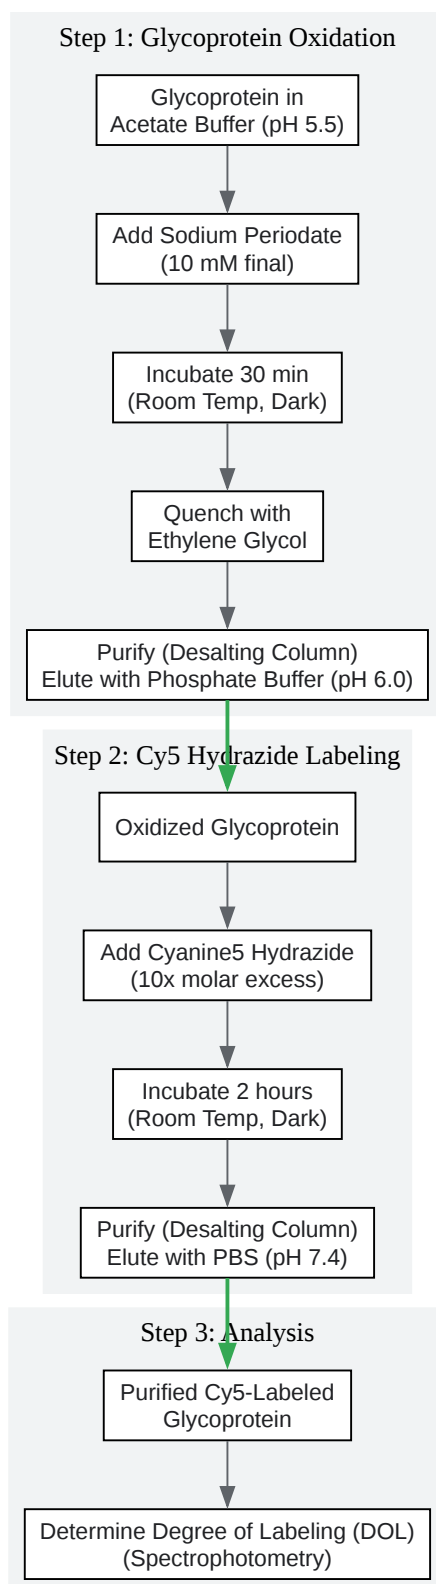 Step 1: Glycoprotein Oxidation
Glycoprotein in
Acetate Buffer (pH 5.5)
Add Sodium Periodate
(10 mM final)
Incubate 30 min
(Room Temp, Dark)
Quench with
Ethylene Glycol
Purify (Desalting Column)
Elute with Phosphate Buffer (pH 6.0)
Step 2: Cy5 Hydrazide Labeling
Oxidized Glycoprotein
Add Cyanine5 Hydrazide
(10x molar excess)
Incubate 2 hours
(Room Temp, Dark)
Purify (Desalting Column)
Elute with PBS (pH 7.4)
Step 3: Analysis
Purified Cy5-Labeled
Glycoprotein
Determine Degree of Labeling (DOL)
(Spectrophotometry)